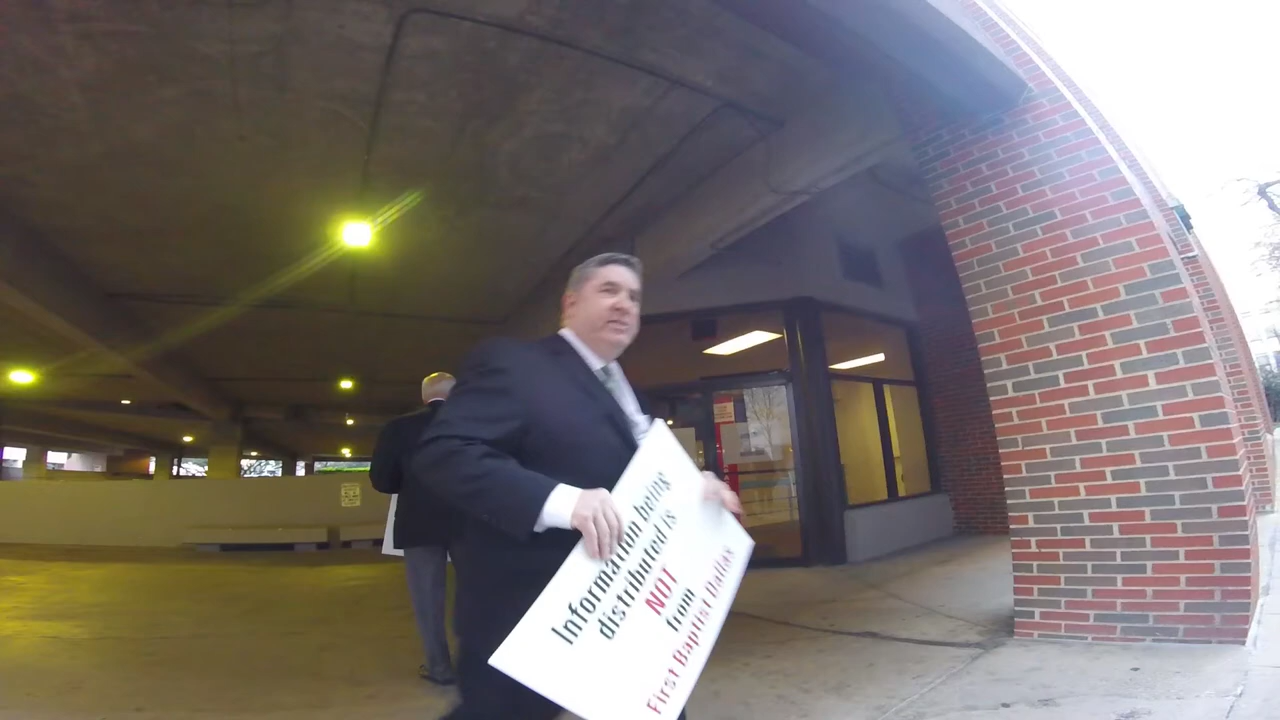 Information being
distributed is
NOT
from
First Baptist Dallas